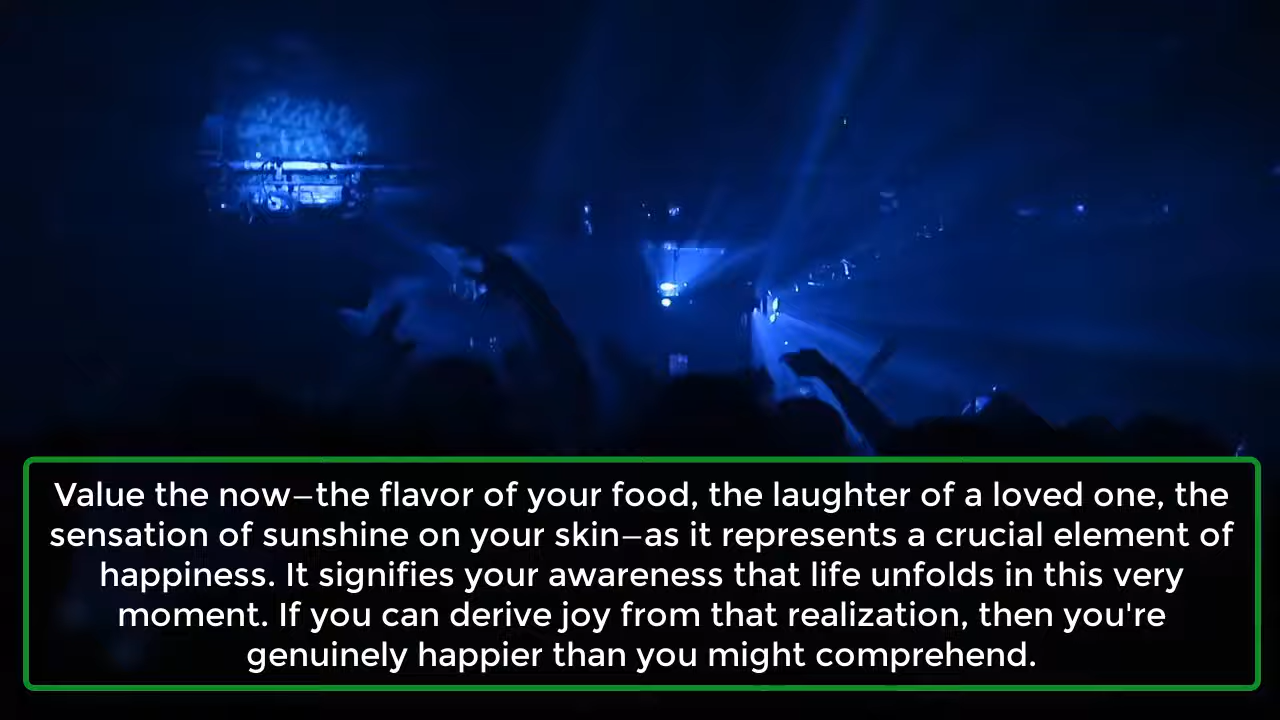 Value the now—the flavor of your food, the laughter of a loved one, the
sensation of sunshine on your skin—as it represents a crucial element of
happiness. It signifies your awareness that life unfolds in this very
moment. If you can derive joy from that realization, then you're
genuinely happier than you might comprehend.